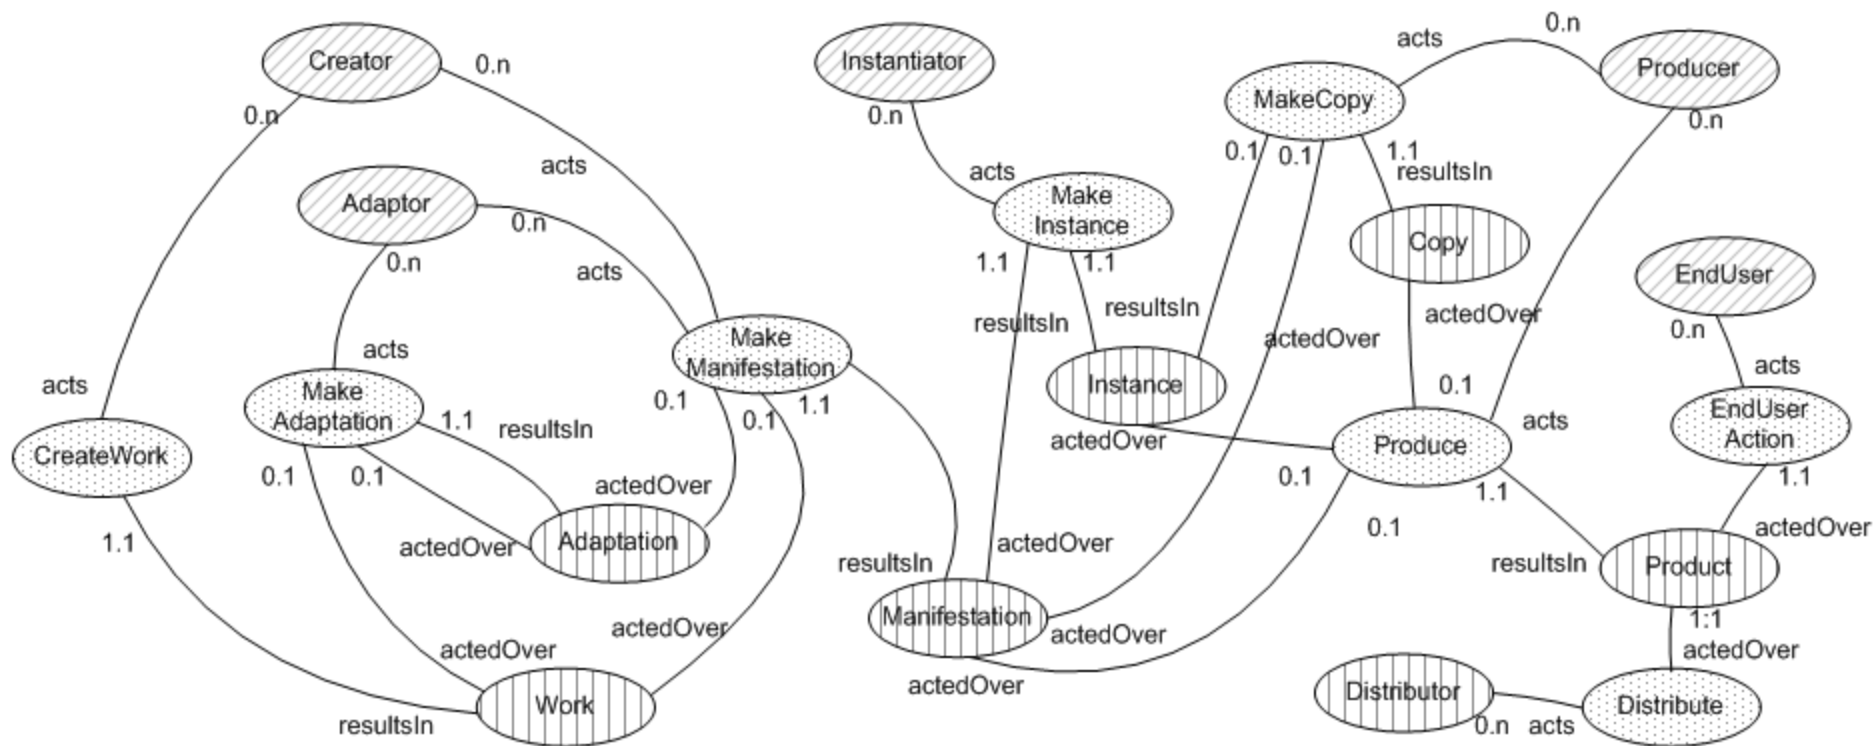 Creator
0.n
0.n
acts
Adaptor
0.n
0.n
acts
acts
acts
Make
Adaptation
1.1
resultsIn
0.1
0.1
CreateWork
1.1
actedOver
actedOver
Adaptation
Make
Manifestation
0.1
0.1
1.1
actedOver
actedOver
Work
resultsIn
Instantiator
0.n
acts
Make
Instance
1.1
1.1
resultsIn
resultsIn
Instance
actedOver
actedOver
resultsIn
Manifestation
actedOver
actedOver
MakeCopy
acts
0.n
Producer
0.n
0.1
0.1
1.1
resultsIn
Copy
actedOver
actedOver
0.1
Produce
acts
0.1
0.1
1.1
resultsIn
EndUser
0.n
acts
EndUser
Action
1.1
actedOver
Product
1:1
actedOver
Distributor
0.n
acts
Distribute